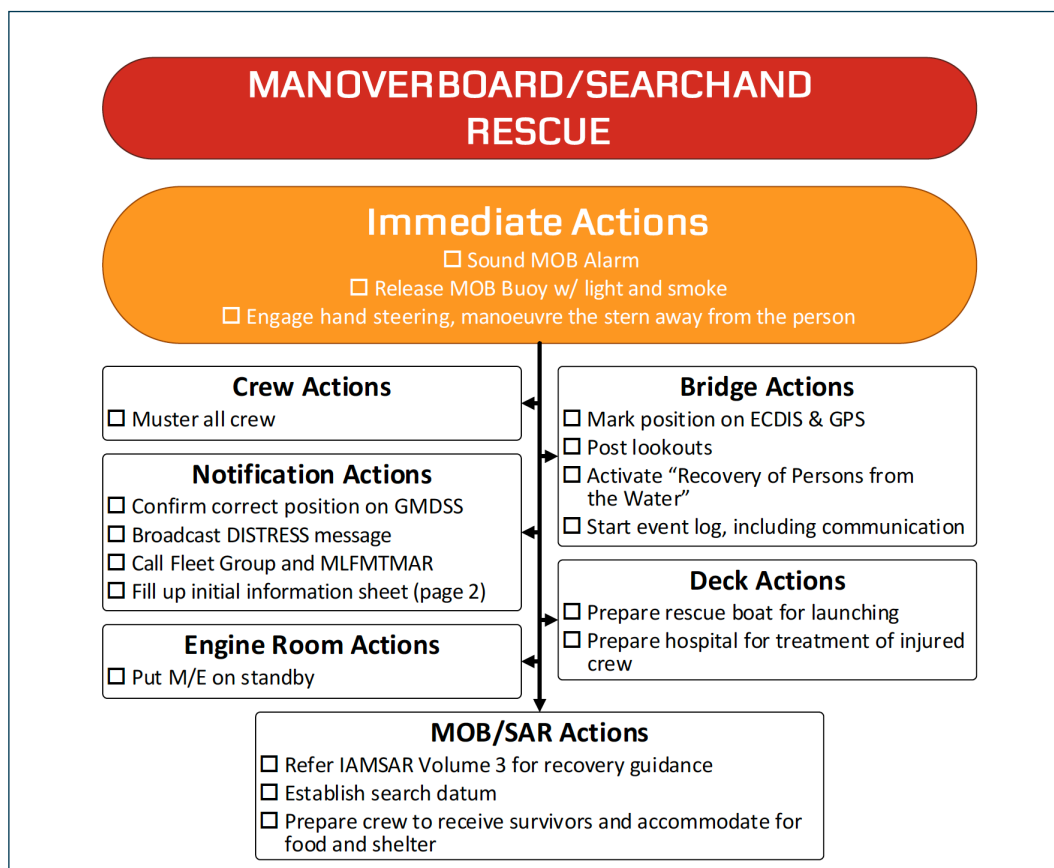 MANOVERBOARD/SEARCHAND
RESCUE
Immediate Actions
☐ Sound MOB Alarm
☐ Release MOB Buoy w/ light and smoke
☐ Engage hand steering, manoeuvre the stern away from the person
Crew Actions
☐ Muster all crew
Notification Actions
☐ Confirm correct position on GMDSS
☐ Broadcast DISTRESS message
☐ Call Fleet Group and MLFMTMAR
☐ Fill up initial information sheet (page 2)
Engine Room Actions
☐ Put M/E on standby
Bridge Actions
☐ Mark position on ECDIS & GPS
☐ Post lookouts
☐ Activate “Recovery of Persons from
the Water”
☐ Start event log, including communication
Deck Actions
☐ Prepare rescue boat for launching
☐ Prepare hospital for treatment of injured
crew
MOB/SAR Actions
☐ Refer IAMSAR Volume 3 for recovery guidance
☐ Establish search datum
☐ Prepare crew to receive survivors and accommodate for
food and shelter